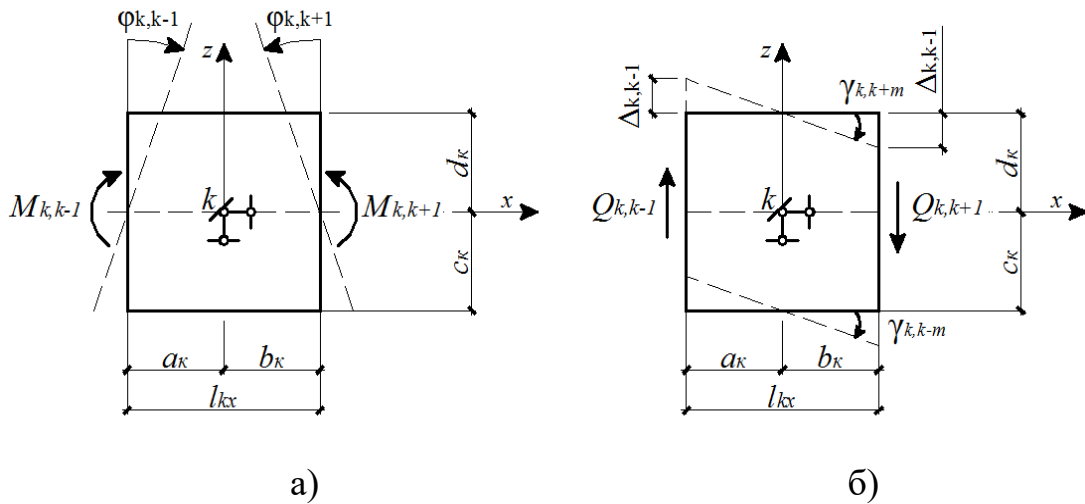 φk,k-1
φk,k+1
z
dк
k
Mk,k-1
Mk,k+1
x
cк
aк
bк
lkx
а)
Δk,k-1
z
γk,k+m
Δk,k-1
dк
k
Qk,k-1
Qk,k+1
x
cк
γk,k-m
aк
bк
lkx
б)